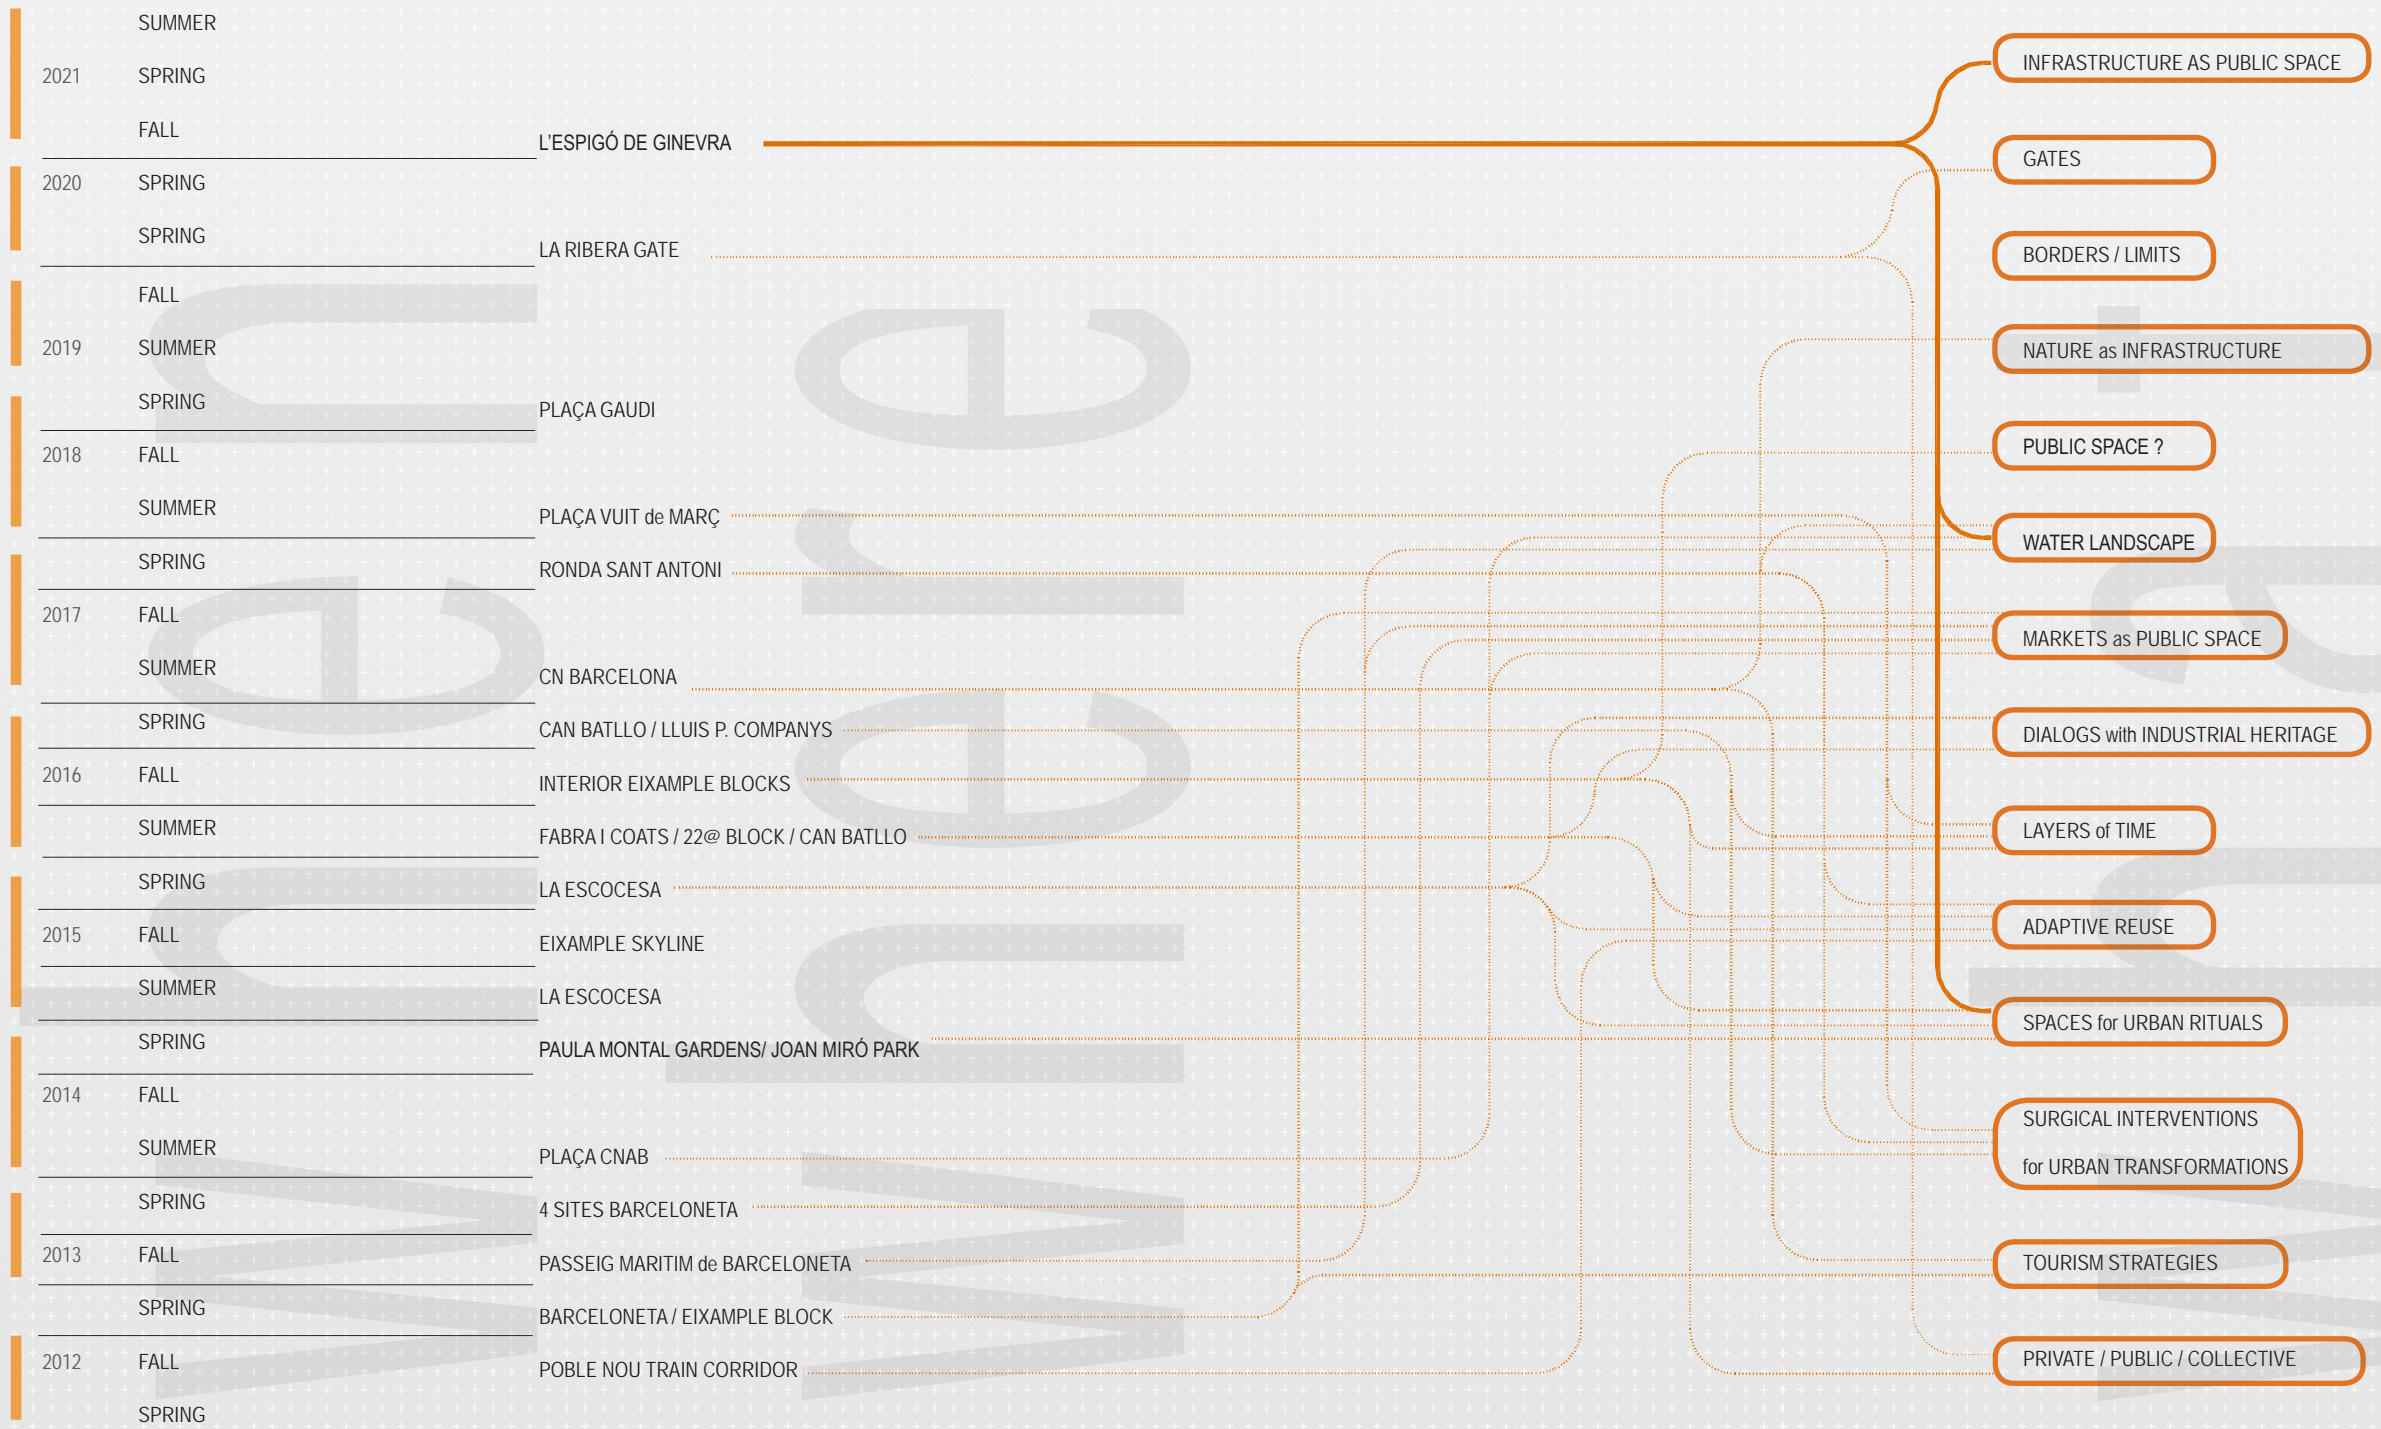 SUMMER
2021 SPRING
FALL
2020 SPRING
SPRING
FALL
2019 SUMMER
SPRING
2018 FALL
SUMMER
SPRING
2017 FALL
SUMMER
SPRING
2016 FALL
SUMMER
SPRING
2015 FALL
SUMMER
SPRING
2014 FALL
SUMMER
SPRING
2013 FALL
SPRING
2012 FALL
SPRING
when
L'ESPIGÓ DE GINEVRA
LA RIBERA GATE
PLAÇA GAUDI
PLAÇA VUIT de MARÇ
RONDA SANT ANTONI
CN BARCELONA
CAN BATLLO / LLUIS P. COMPANYS
INTERIOR EIXAMPLE BLOCKS
FABRA I COATS / 22@ BLOCK / CAN BATLLO
LA ESCOCESA
EIXAMPLE SKYLINE
LA ESCOCESA
PAULA MONTAL GARDENS/ JOAN MIRÓ PARK
PLAÇA CNAB
4 SITES BARCELONETA
PASSEIG MARITIM de BARCELONETA
BARCELONETA / EIXAMPLE BLOCK
POBLE NOU TRAIN CORRIDOR
where
INFRASTRUCTURE AS PUBLIC SPACE
GATES
BORDERS / LIMITS
NATURE as INFRASTRUCTURE
PUBLIC SPACE ?
WATER LANDSCAPE
MARKETS as PUBLIC SPACE
DIALOGS with INDUSTRIAL HERITAGE
LAYERS of TIME
ADAPTIVE REUSE
SPACES for URBAN RITUALS
SURGICAL INTERVENTIONS
for URBAN TRANSFORMATIONS
TOURISM STRATEGIES
PRIVATE / PUBLIC / COLLECTIVE